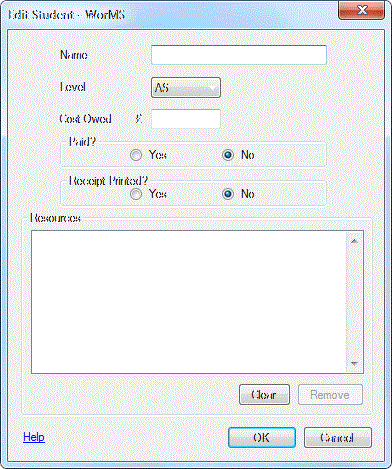 Edit Student - WorMS
Name
Level AS
Cost Owed £
Paid?
Yes No
Receipt Printed?
Yes No
Resources
Clear Remove
Help OK Cancel